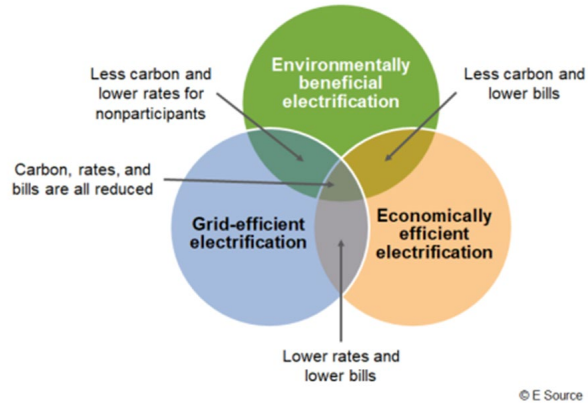 Environmentally
beneficial
electrification
Less carbon and
lower rates for
nonparticipants
Less carbon and
lower bills
Carbon, rates, and
bills are all reduced
Grid-efficient
electrification
Economically
efficient
electrification
Lower rates and
lower bills
© E Source